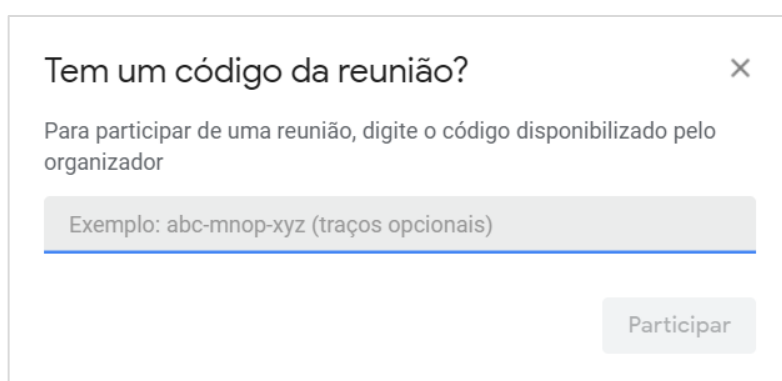 Tem um código da reunião?
Para participar de uma reunião, digite o código disponibilizado pelo
organizador
Exemplo: abc-mnop-xyz (traços opcionais)
Participar